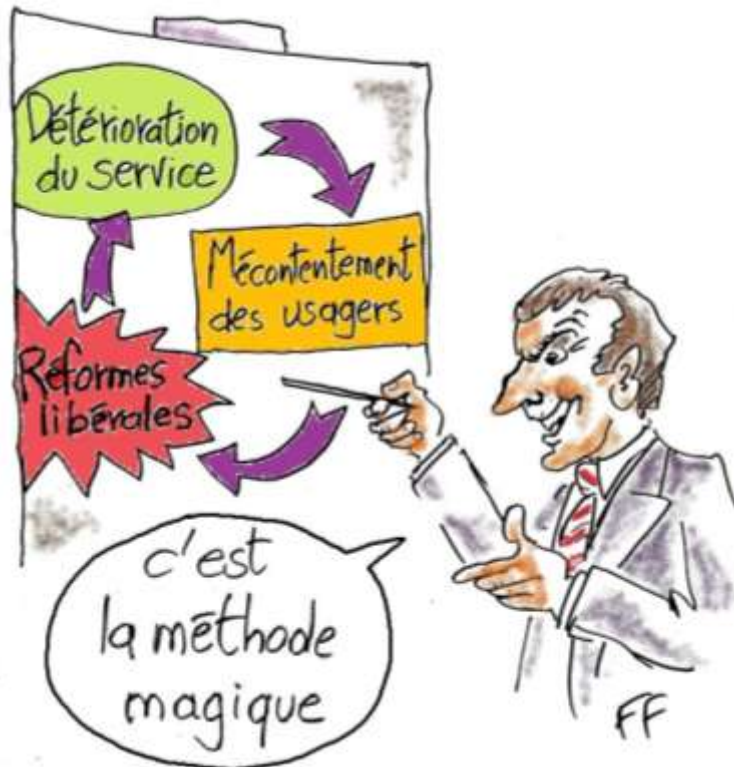 Détérioration
du service
Mécontentement
des usagers
Réformes
libérales
c'est
la méthode
magique
FF